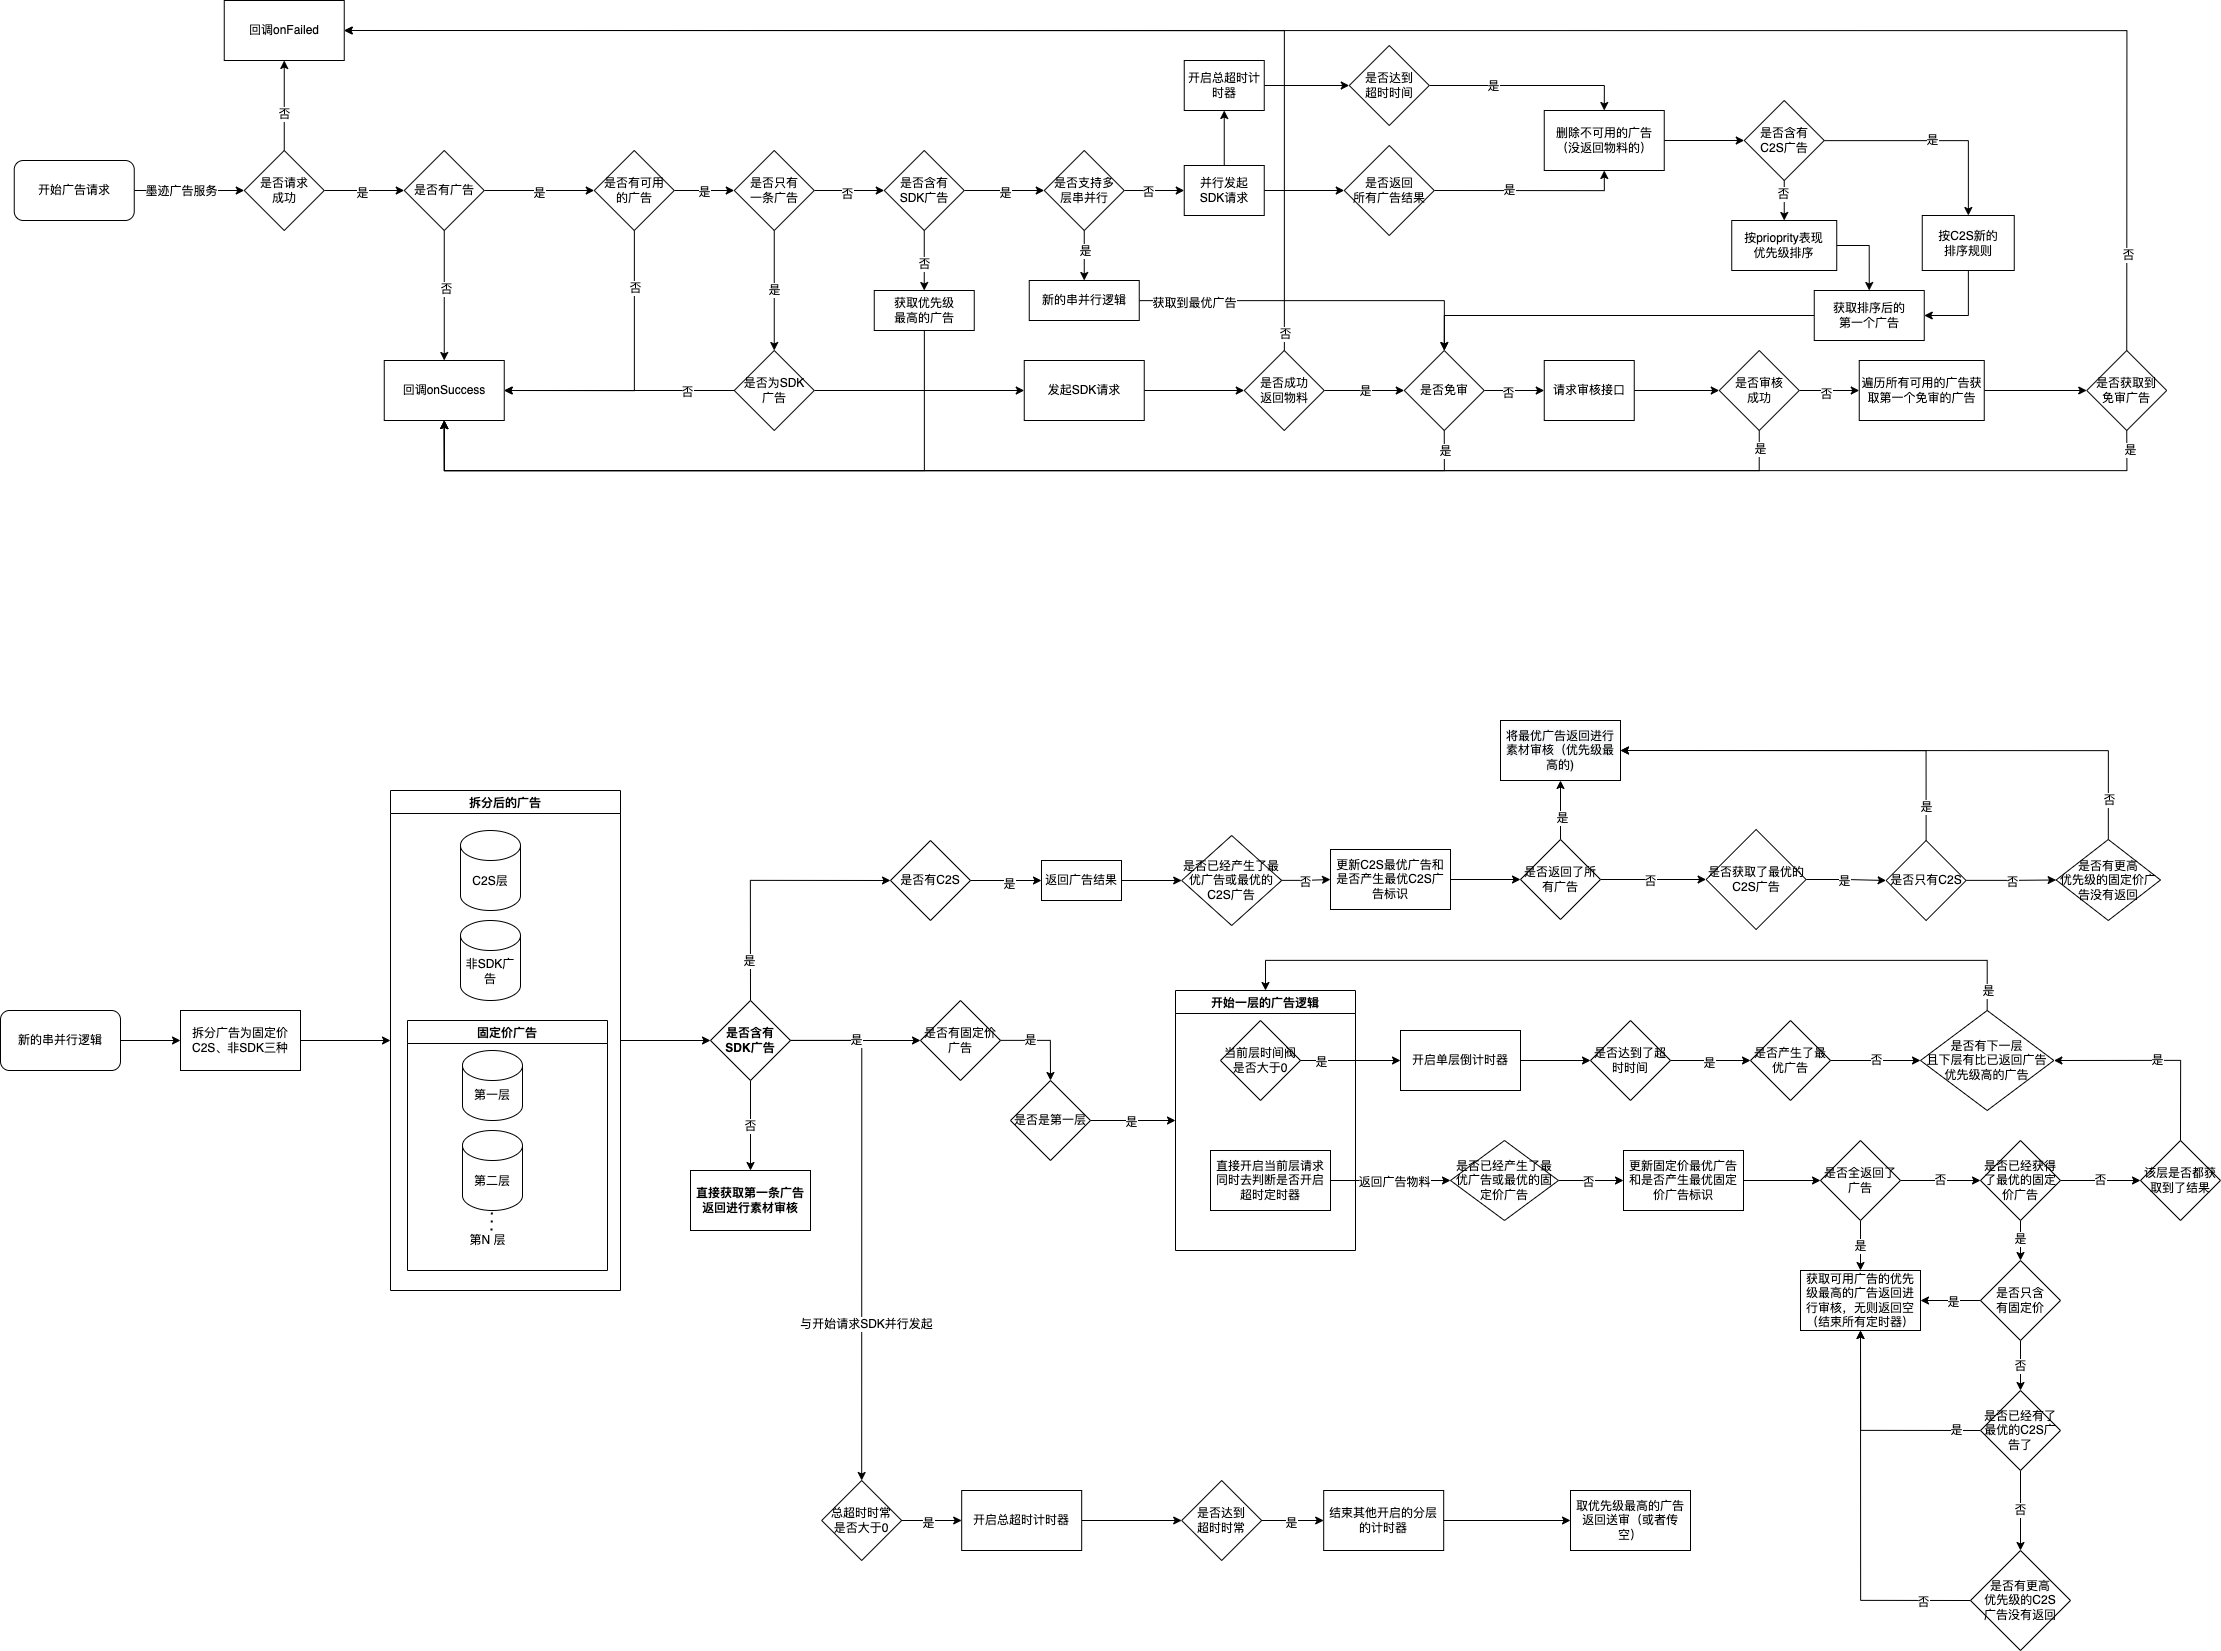 回调onFailed
否
开始广告请求
墨迹广告服务
是否请求
成功
是
是否有广告
是
是否有可用
的广告
是
是否只有
一条广告
否
是否含有
SDK广告
是
是否支持多
层串并行
否
并行发起
SDK请求
开启总超时计
时器
是否达到
超时时间
是
是否返回
所有广告结果
是
删除不可用的广告
（没返回物料的）
是否含有
C2S广告
是
否
按prioprity表现
优先级排序
按C2S新的
排序规则
获取排序后的
第一个广告
否
否
是
否
获取优先级
最高的广告
是
新的串并行逻辑
获取到最优广告
回调onSuccess
否
是否为SDK
广告
发起SDK请求
否
是否成功
返回物料
是
是否免审
否
请求审核接口
是否审核
成功
否
遍历所有可用的广告获
取第一个免审的广告
否
是否获取到
免审广告
是
是
是
新的串并行逻辑
拆分广告为固定价
C2S、非SDK三种
拆分后的广告
C2S层
非SDK广
告
固定价广告
第一层
第二层
第N 层
是否含有
SDK广告
是
是否有C2S
是
返回广告结果
是否已经产生了最
优广告或最优的
C2S广告
否
更新C2S最优广告和
是否产生最优C2S广
告标识
是否返回了所
有广告
是
将最优广告返回进行
素材审核（优先级最
高的)
否
是否获取了最优的
C2S广告
是
是否只有C2S
是
否
是否有更高
优先级的固定价广
告没有返回
否
是
是否有固定价
广告
是
是否是第一层
是
否
直接获取第一条广告
返回进行素材审核
开始一层的广告逻辑
当前层时间阀
是否大于0
是
开启单层倒计时器
是否达到了超
时时间
是
是否产生了最
优广告
否
是否有下一层
且下层有比已返回广告
优先级高的广告
是
是
直接开启当前层请求
同时去判断是否开启
超时定时器
返回广告物料
是否已经产生了最
优广告或最优的固
定价广告
否
更新固定价最优广告
和是否产生最优固定
价广告标识
是否全返回了
广告
否
是否已经获得
了最优的固定
价广告
否
该层是否都获
取到了结果
是
是
获取可用广告的优先
级最高的广告返回进
行审核，无则返回空
（结束所有定时器）
是
是否只含
有固定价
否
是
是否已经有了
最优的C2S广
告了
否
否
是否有更高
优先级的C2S
广告没有返回
与开始请求SDK并行发起
总超时时常
是否大于0
是
开启总超时计时器
是否达到
超时时常
是
结束其他开启的分层
的计时器
取优先级最高的广告
返回送审（或者传
空）